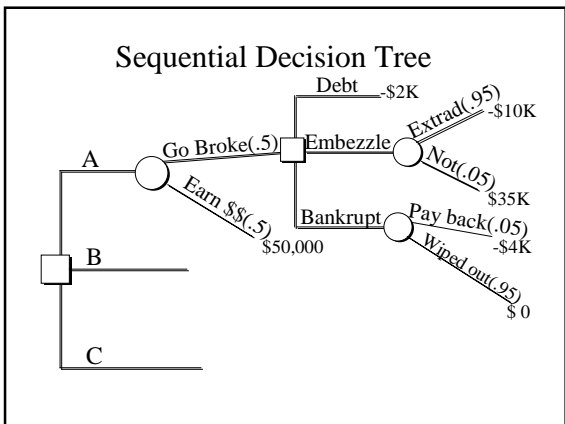 Sequential Decision Tree
Debt
-$2K
Extrad(.95)
-$10K
Go Broke(.5)
Embezzle
A
Not(.05)
$35K
Earn $$(.5)
$50,000
Bankrupt
Pay back(.05)
-$4K
Wiped out(.95)
$ 0
B
C